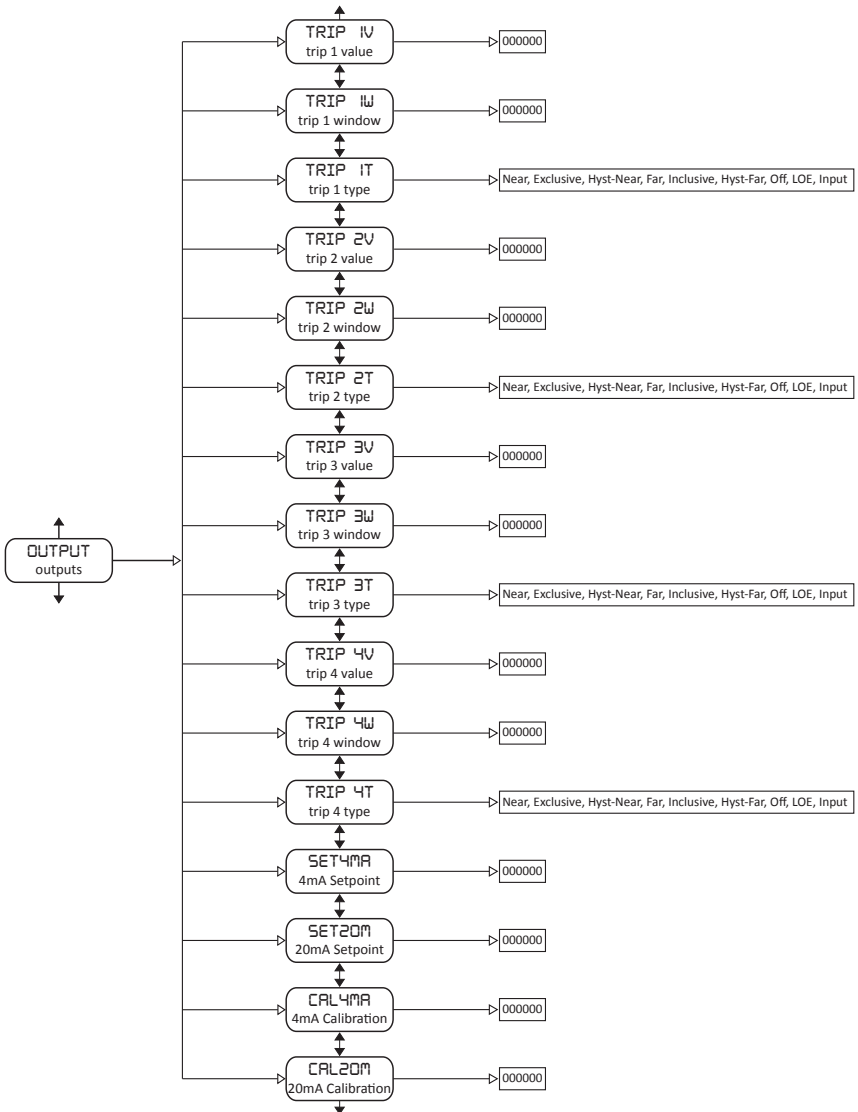 TRIP 1V
trip 1 value
000000
TRIP 1W
trip 1 window
000000
TRIP 1T
trip 1 type
Near, Exclusive, Hyst-Near, Far, Inclusive, Hyst-Far, Off, LOE, Input
TRIP 2V
trip 2 value
000000
TRIP 2W
trip 2 window
000000
TRIP 2T
trip 2 type
Near, Exclusive, Hyst-Near, Far, Inclusive, Hyst-Far, Off, LOE, Input
TRIP 3V
trip 3 value
000000
TRIP 3W
trip 3 window
000000
OUTPUT
outputs
TRIP 3T
trip 3 type
Near, Exclusive, Hyst-Near, Far, Inclusive, Hyst-Far, Off, LOE, Input
TRIP 4V
trip 4 value
000000
TRIP 4W
trip 4 window
000000
TRIP 4T
trip 4 type
Near, Exclusive, Hyst-Near, Far, Inclusive, Hyst-Far, Off, LOE, Input
SET4MA
4mA Setpoint
000000
SET20M
20mA Setpoint
000000
CAL4MA
4mA Calibration
000000
CAL20M
20mA Calibration
000000